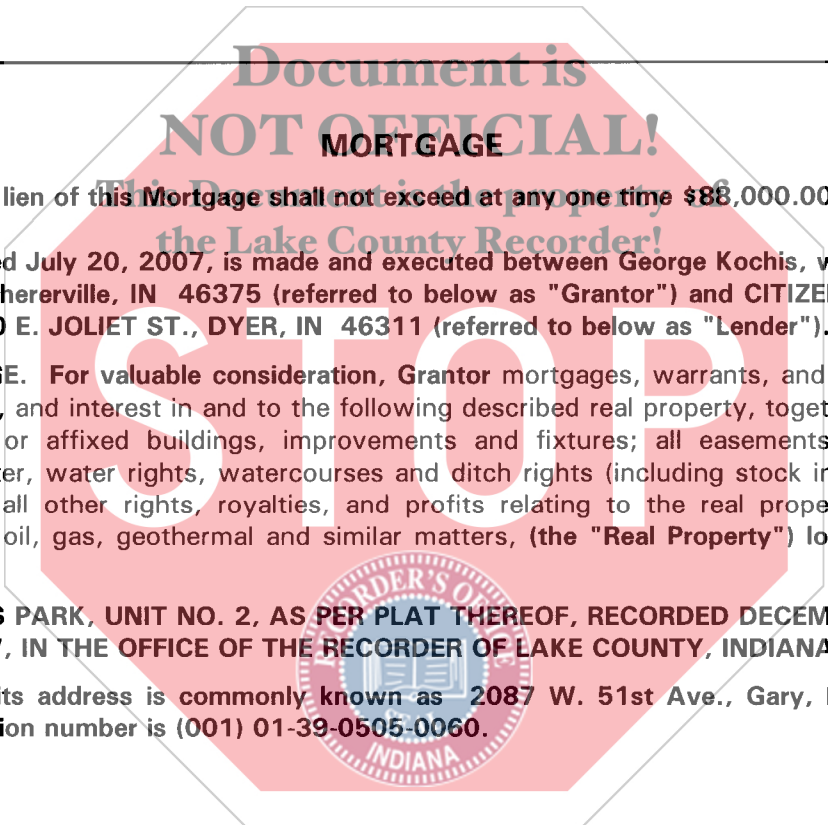 Document is
NOT OFFICIAL!
MORTGAGE
This Document is the property of
lien of this Mortgage shall not exceed at any one time $88,000.00
the Lake County Recorder!
d July 20, 2007, is made and executed between George Kochis, w
hererville, IN 46375 (referred to below as "Grantor") and CITIZE
0 E. JOLIET ST., DYER, IN 46311 (referred to below as "Lender").
GE. For valuable consideration, Grantor mortgages, warrants, and
, and interest in and to the following described real property, toget
or affixed buildings, improvements and fixtures; all easements
er, water rights, watercourses and ditch rights (including stock in
all other rights, royalties, and profits relating to the real prope
oil, gas, geothermal and similar matters, (the "Real Property") lo
STOP
S PARK, UNIT NO. 2, AS PER PLAT THEREOF, RECORDED DECEM
7, IN THE OFFICE OF THE RECORDER OF LAKE COUNTY, INDIANA
its address is commonly known as 2087 W. 51st Ave., Gary, I
ion number is (001) 01-39-0505-0060.
RECORDER'S OFFICE
INDIANA